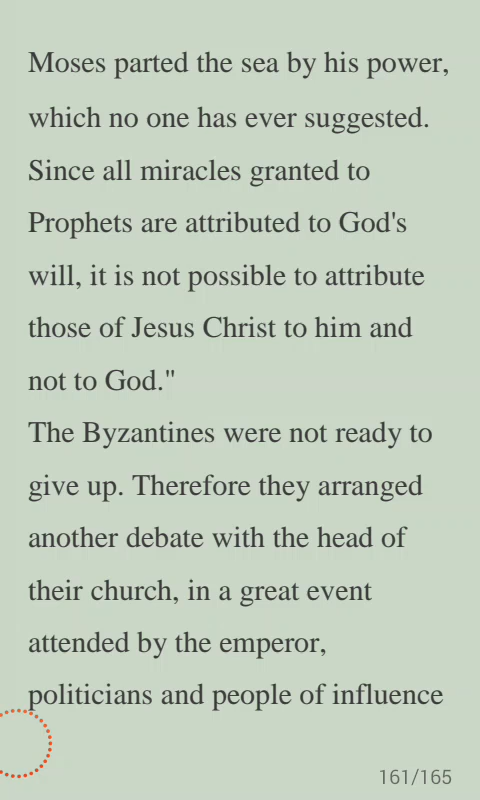 Moses parted the sea by his power,
which no one has ever suggested.
Since all miracles granted to
Prophets are attributed to God's
will, it is not possible to attribute
those of Jesus Christ to him and
not to God."
The Byzantines were not ready to
give up. Therefore they arranged
another debate with the head of
their church, in a great event
attended by the emperor,
politicians and people of influence
161/165